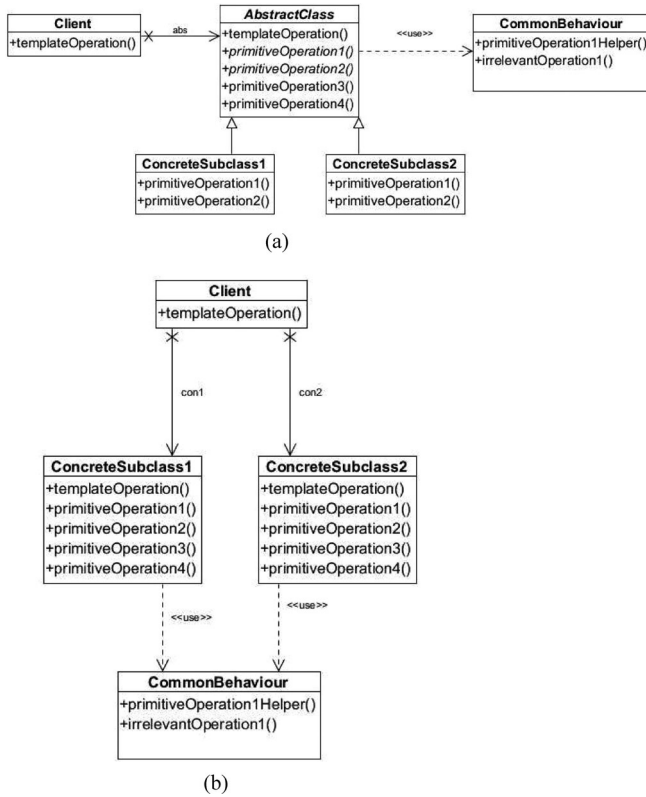 Client
+templateOperation()
abs
AbstractClass
+templateOperation()
+primitiveOperation1()
+primitiveOperation2()
+primitiveOperation3()
+primitiveOperation4()
<<use>>
CommonBehaviour
+primitiveOperation1Helper()
+irrelevantOperation1()
ConcreteSubclass1
+primitiveOperation1()
+primitiveOperation2()
ConcreteSubclass2
+primitiveOperation1()
+primitiveOperation2()
(a)
Client
+templateOperation()
con1
con2
ConcreteSubclass1
+templateOperation()
+primitiveOperation1()
+primitiveOperation2()
+primitiveOperation3()
+primitiveOperation4()
ConcreteSubclass2
+templateOperation()
+primitiveOperation1()
+primitiveOperation2()
+primitiveOperation3()
+primitiveOperation4()
<<use>>
<<use>>
CommonBehaviour
+primitiveOperation1Helper()
+irrelevantOperation1()
(b)